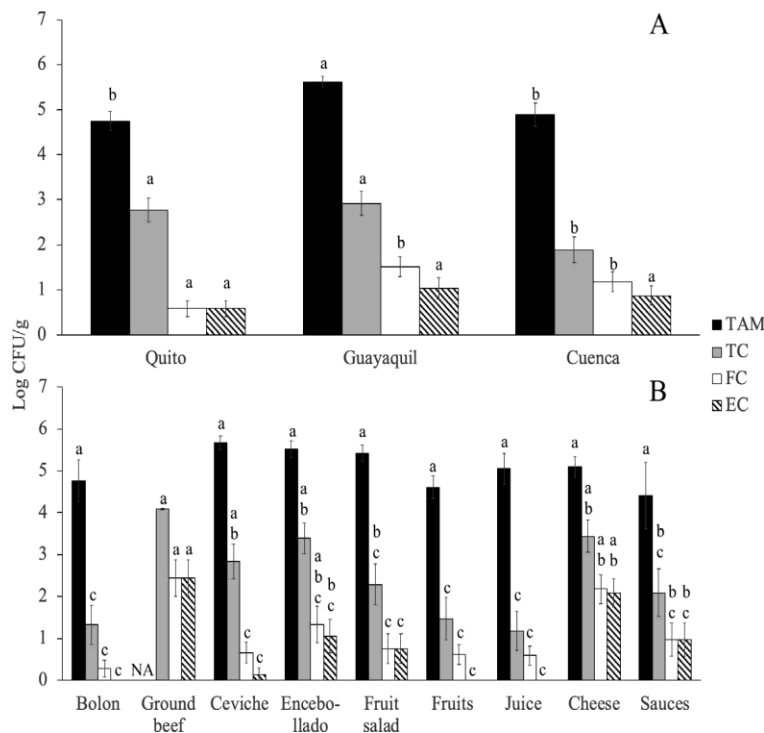 A
7
6
5
4
3
2
1
0
b
a
a
a
a
a
b
a
b
b
b
a
Quito
Guayaquil
Cuenca
Log CFU/g
TAM
TC
FC
EC
B
7
6
5
4
3
2
1
0
a
c
c
c
NA
a
a
a
a
a
b
c
c
a
a
b
a
b
c
b
c
a
b
c
c
c
a
c
c
c
a
c
c
c
a
a
b
a
b
a
b
a
b
c
b
c
b
c
Bolon
Ground
beef
Ceviche
Encebo-
llado
Fruit
salad
Fruits
Juice
Cheese
Sauces